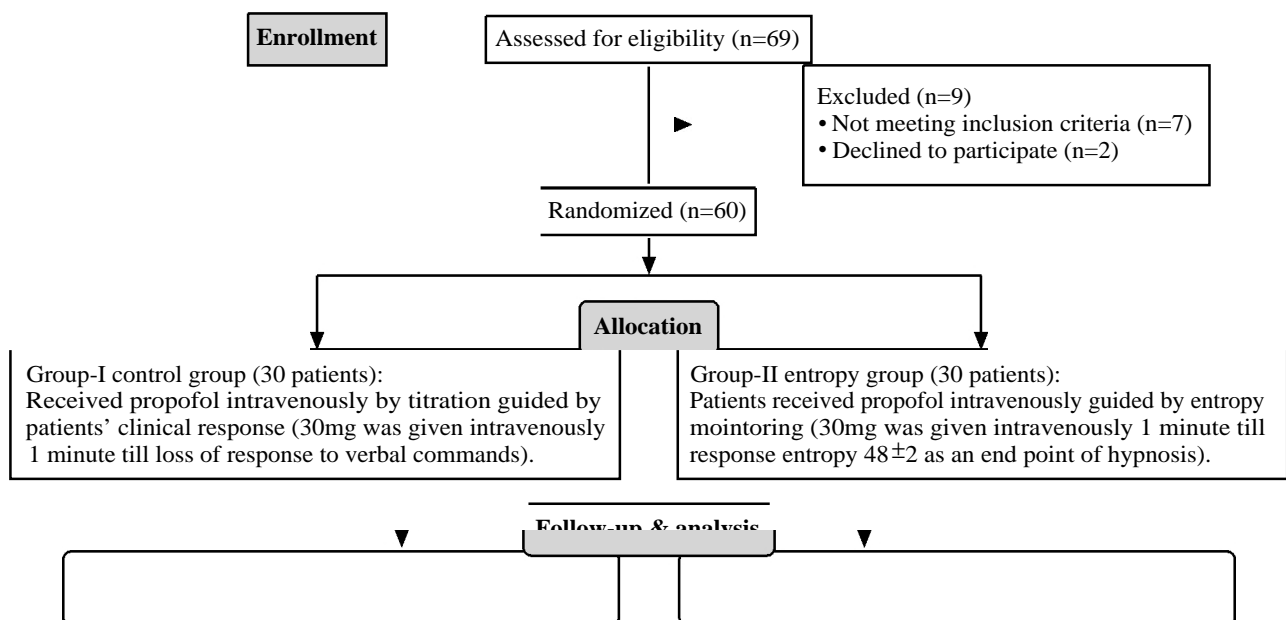 Enrollment
Assessed for eligibility (n=69)
Excluded (n=9)
• Not meeting inclusion criteria (n=7)
• Declined to participate (n=2)
Randomized (n=60)
Allocation
Group-I control group (30 patients):
Received propofol intravenously by titration guided by
patients’ clinical response (30mg was given intravenously
1 minute till loss of response to verbal commands).
Group-II entropy group (30 patients):
Patients received propofol intravenously guided by entropy
mointoring (30mg was given intravenously 1 minute till
response entropy 48±2 as an end point of hypnosis).
Follow-up & analysis